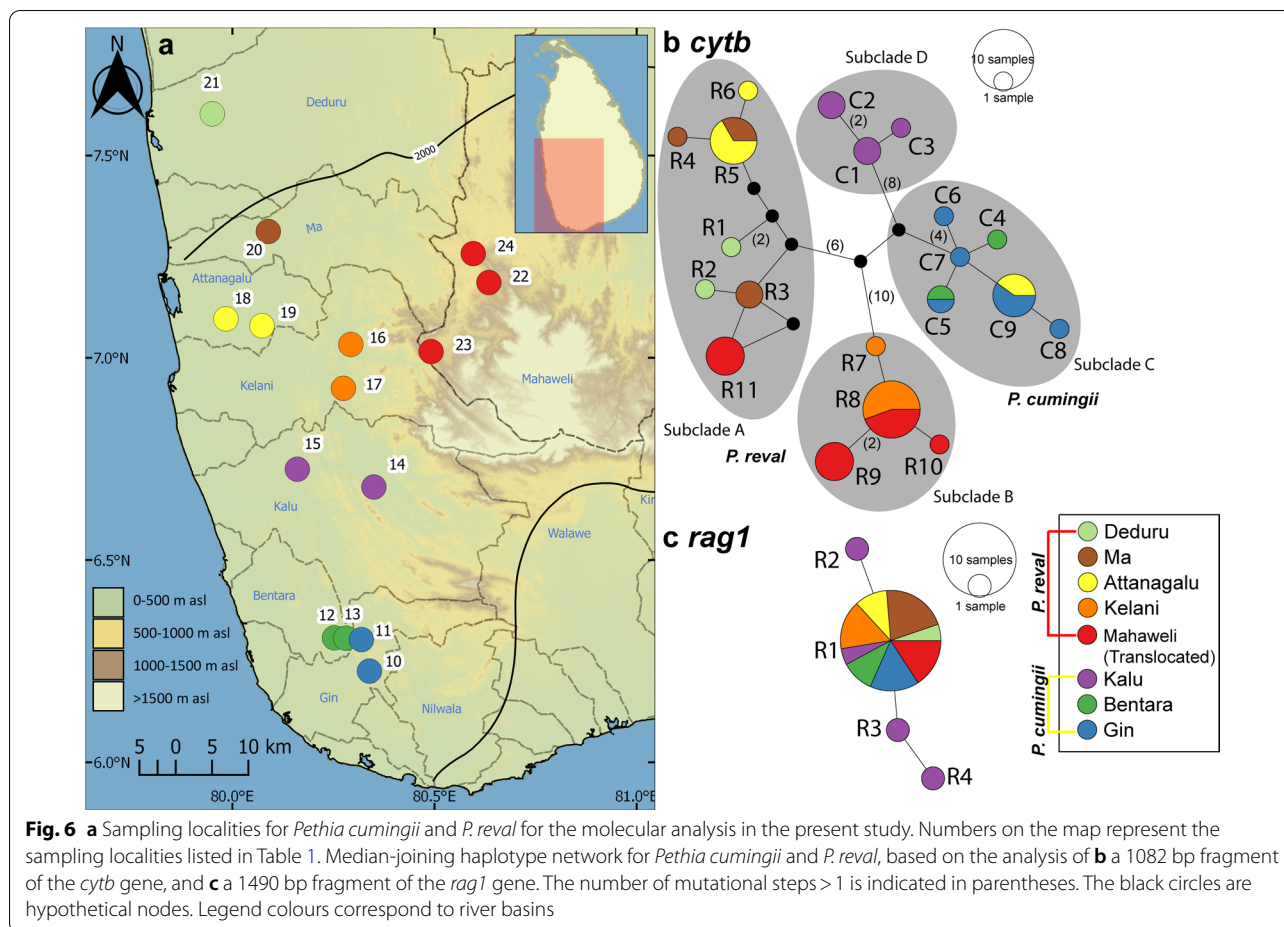 a
N
21
Deduru
2000
7.5°N
20
Ma
24
22
Attanagalu
18
19
16
23
7.0°N
17
Kelani
Mahaweli
15
14
Kalu
6.5°N
Walawe
Kir
Bentara
12
13
11
10
Gin
Nilwala
0-500 m asl
500-1000 m asl
1000-1500 m asl
>1500 m asl
5 0 5 10 km
6.0°N
80.0°E
80.5°E
81.0°E
b cytb
10 samples
1 sample
Subclade D
R6
R4
R5
R1
(2)
R2
R3
R11
Subclade A
P. reval
(6)
C2
(2)
C3
C1
(8)
C6
C4
(4)
C7
C5
C9
C8
Subclade C
P. cumingii
(10)
R7
R8
(2)
R9
R10
Subclade B
c rag1
10 samples
1 sample
R2
R1
R3
R4
P. reval
Deduru
Ma
Attanagalu
Kelani
Mahaweli
(Translocated)
P. cumingii
Kalu
Bentara
Gin
Fig. 6 a Sampling localities for Pethia cumingii and P. reval for the molecular analysis in the present study. Numbers on the map represent the
sampling localities listed in Table 1. Median-joining haplotype network for Pethia cumingii and P. reval, based on the analysis of b a 1082 bp fragment
of the cytb gene, and c a 1490 bp fragment of the rag1 gene. The number of mutational steps > 1 is indicated in parentheses. The black circles are
hypothetical nodes. Legend colours correspond to river basins